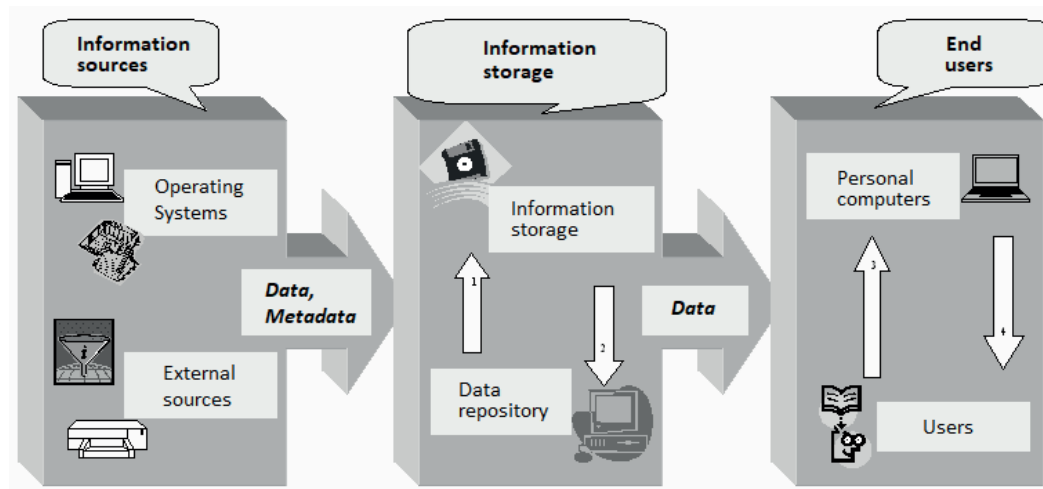 Information
sources
Information
storage
End
users
Operating
Systems
External
sources
Data,
Metadata
Information
storage
1
2
Data
repository
Data
Personal
computers
3
4
Users